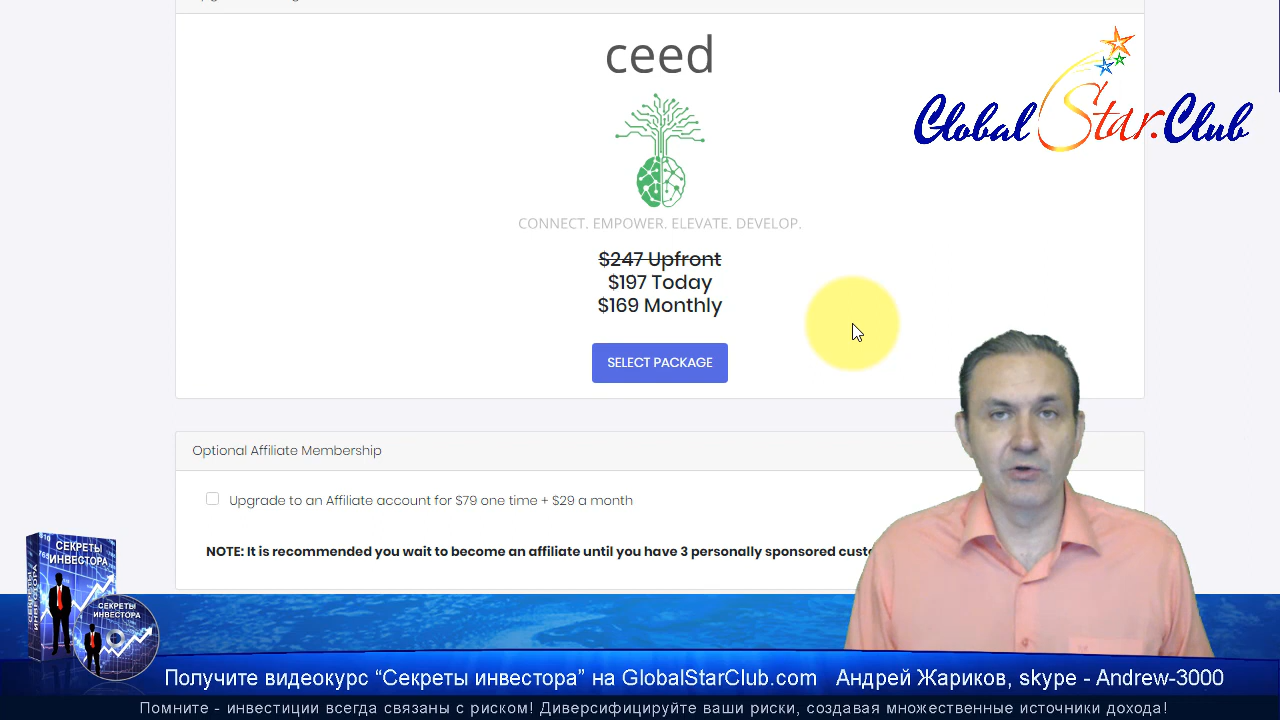 ceed
Global Star.Club
CONNECT. EMPOWER. ELEVATE. DEVELOP.
$247 Upfront
$197 Today
$169 Monthly
SELECT PACKAGE
Optional Affiliate Membership
Upgrade to an Affiliate account for $79 one time + $29 a month
NOTE: It is recommended you wait to become an affiliate until you have 3 personally sponsored
СЕКРЕТЫ
ИНВЕСТОРА
СЕКРЕТЫ
ИНВЕСТОРА
Получите видеокурс “Секреты инвестора” на GlobalStarClub.com Андрей Жариков, skype - Andrew-3000
Помните - инвестиции всегда связаны с риском! Диверсифицируйте ваши риски, создавая множественные источники дохода!